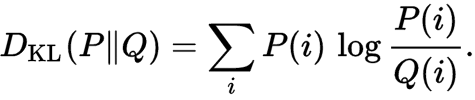 D_KL(P‖Q) = ∑_i P(i) log P(i)/Q(i).